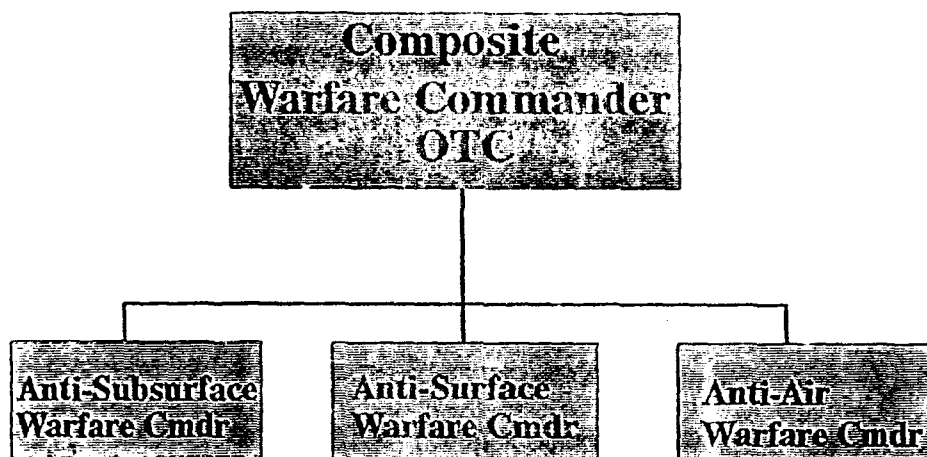 Composite
Warfare Commander
OTC
Anti-Subsurface
Warfare Cmdr
Anti-Surface
Warfare Cmdr
Anti-Air
Warfare Cmdr